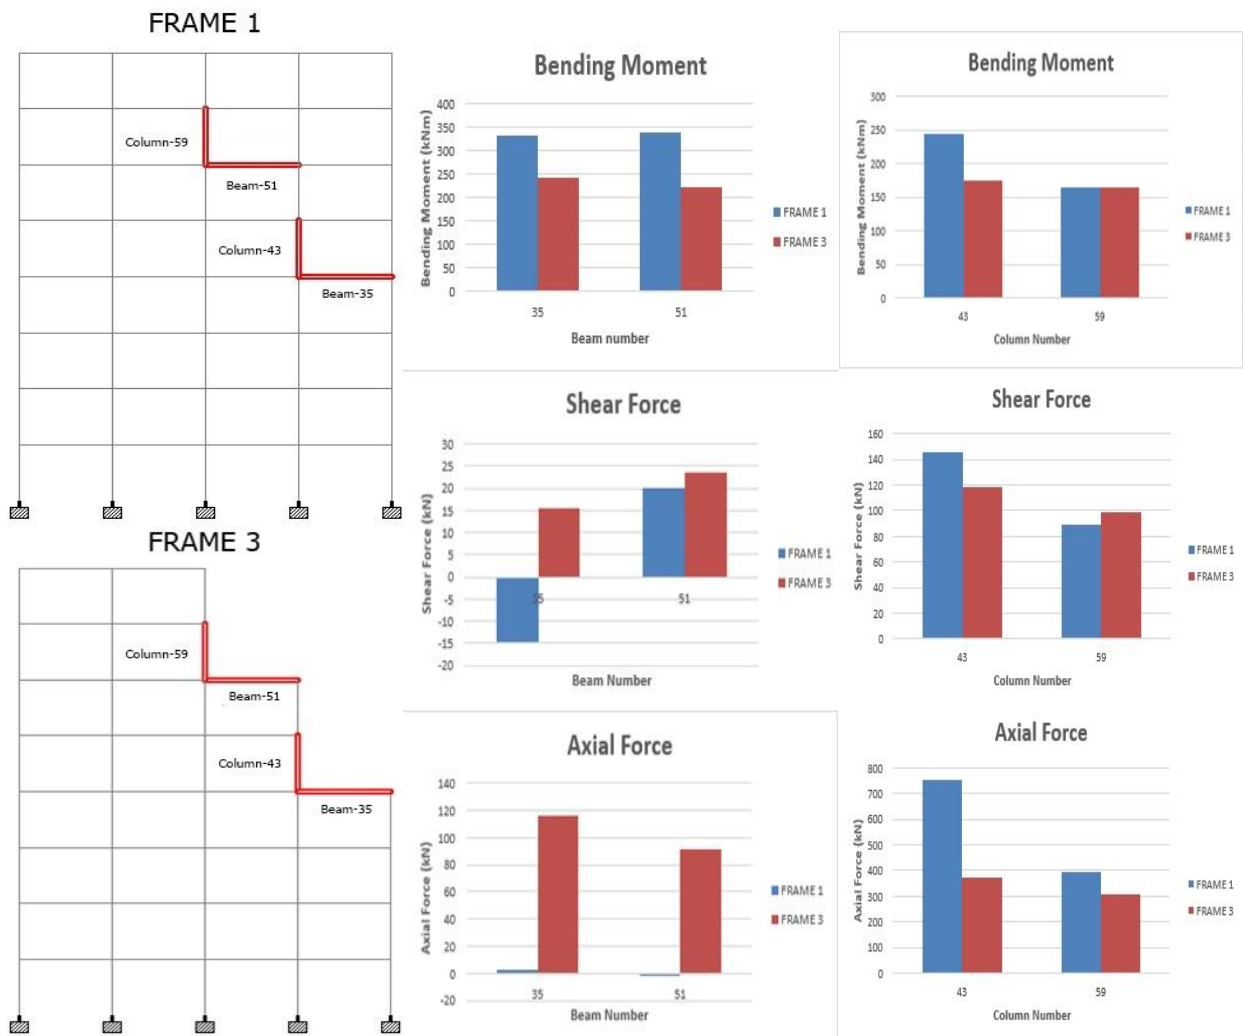 FRAME 1
Column-59
Beam-51
Column-43
Beam-35
FRAME 3
Column-59
Beam-51
Column-43
Beam-35
Bending Moment
Bending Moment (kNm)
400
350
300
250
200
150
100
50
0
35
51
Beam number
FRAME 1
FRAME 3
Bending Moment
Bending Moment (kNm)
300
250
200
150
100
50
0
43
59
Column Number
FRAME 1
FRAME 3
Shear Force
Shear Force (kN)
30
25
20
15
10
5
0
-5
-10
-15
-20
35
51
Beam Number
FRAME 1
FRAME 3
Shear Force
Shear Force (kN)
160
140
120
100
80
60
40
20
0
43
59
Column Number
FRAME 1
FRAME 3
Axial Force
Axial Force (kN)
140
120
100
80
60
40
20
0
-20
35
51
Beam Number
FRAME 1
FRAME 3
Axial Force
Axial Force (kN)
800
700
600
500
400
300
200
100
0
43
59
Column Number
FRAME 1
FRAME 3